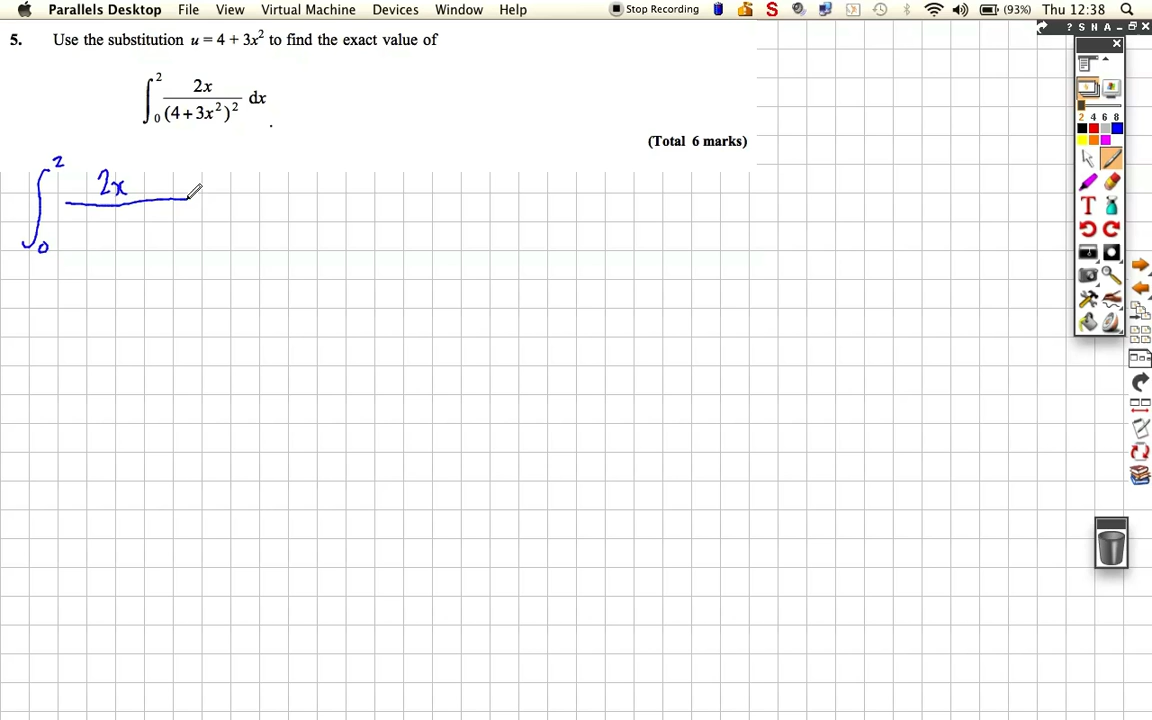 Parallels Desktop File View Virtual Machine Devices Window Help Stop Recording S (93%) Thu 12:38
? S N A
5. Use the substitution u = 4 + 3x² to find the exact value of
∫₀² 2x/(4+3x²)² dx .
(Total 6 marks)
2 4 6 8
∫₀² 2x
T